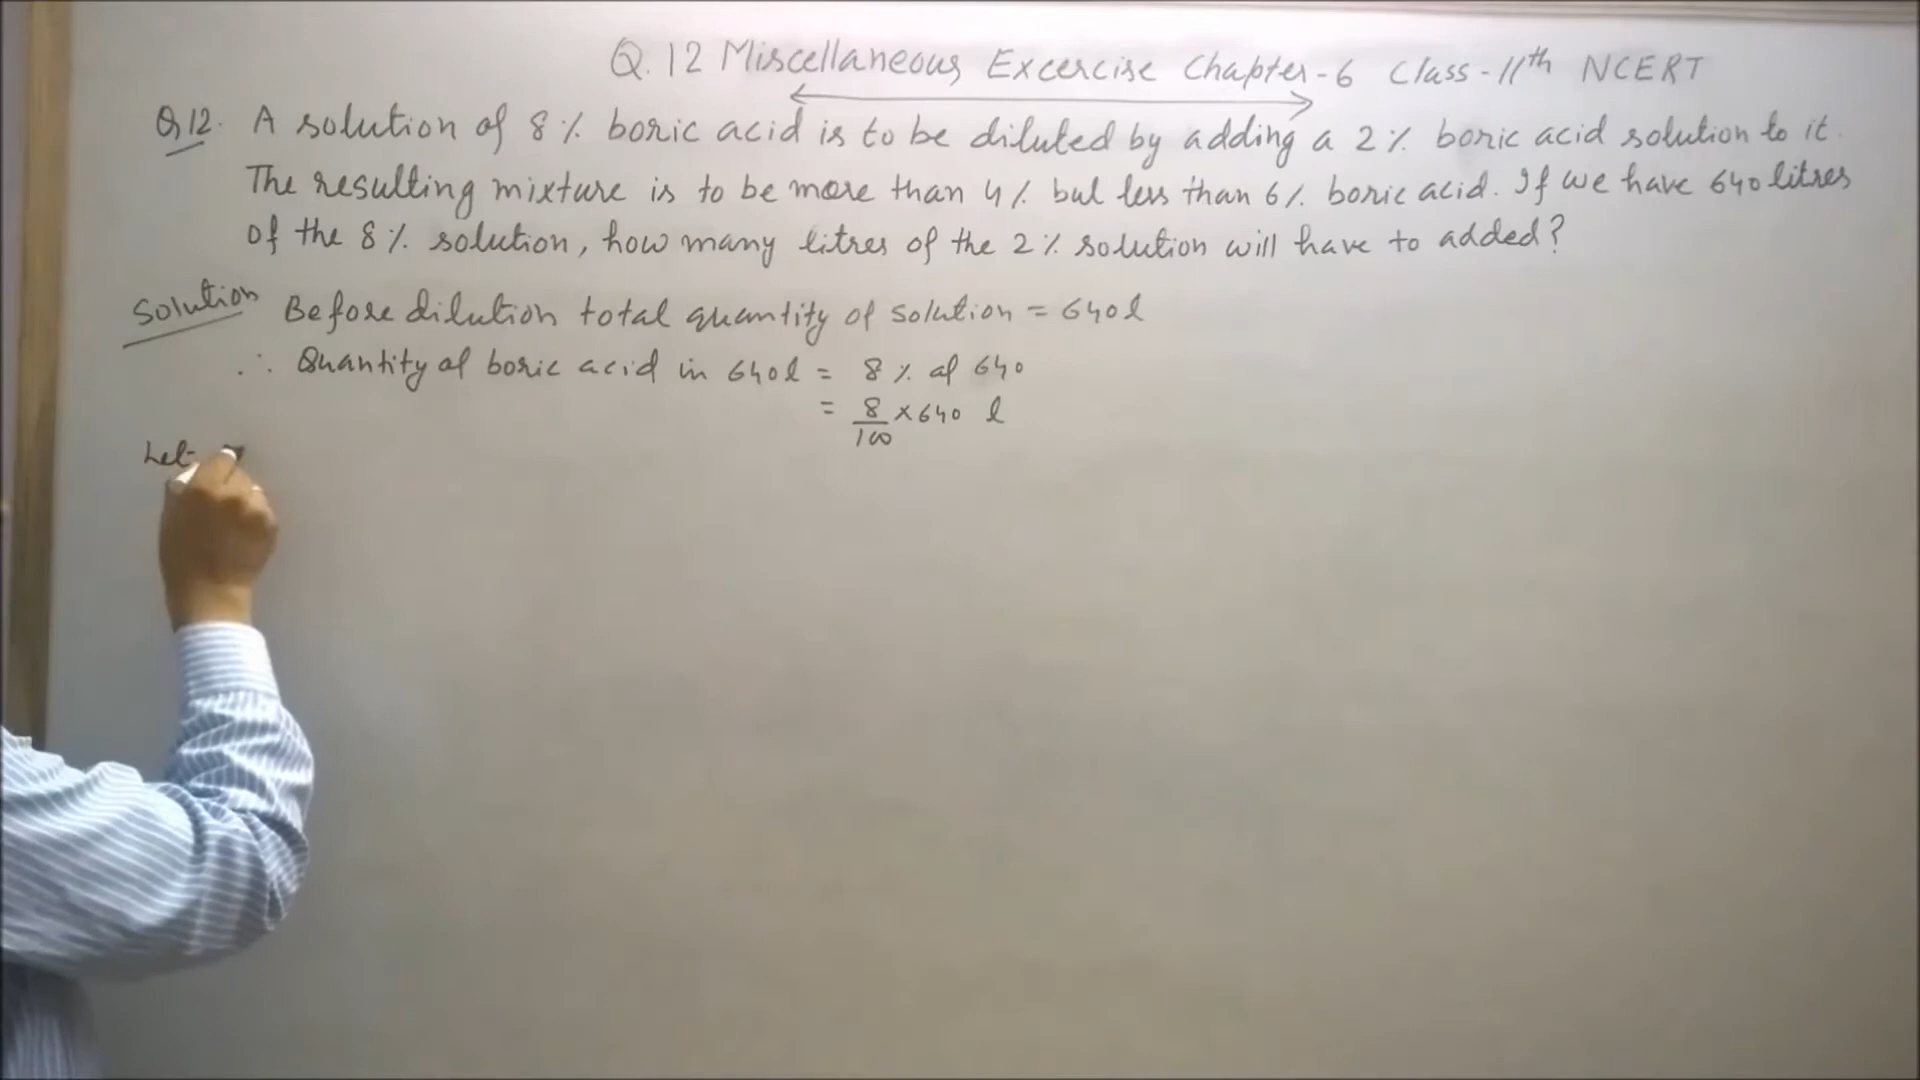 Q.12 Miscellaneous Excercise Chapter-6 Class-11th NCERT
Q12. A solution of 8% boric acid is to be diluted by adding a 2% boric acid solution to it.
The resulting mixture is to be more than 4% but less than 6% boric acid. If we have 640 litres
of the 8% solution, how many litres of the 2% solution will have to added?
Solution Before dilution total quantity of solution = 640l
∴ Quantity of boric acid in 640l = 8% of 640
= 8/100 × 640 l
Let